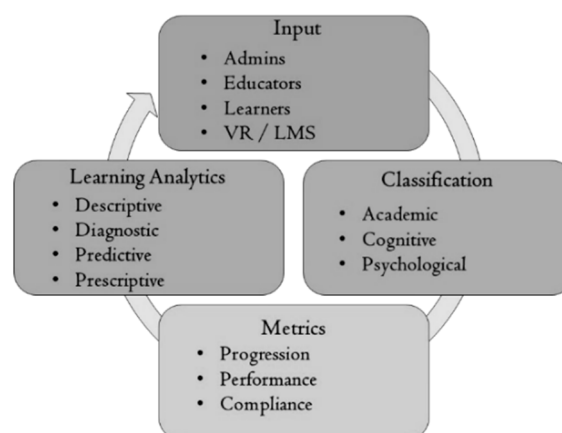 Input
• Admins
• Educators
• Learners
• VR / LMS
Learning Analytics
• Descriptive
• Diagnostic
• Predictive
• Prescriptive
Classification
• Academic
• Cognitive
• Psychological
Metrics
• Progression
• Performance
• Compliance